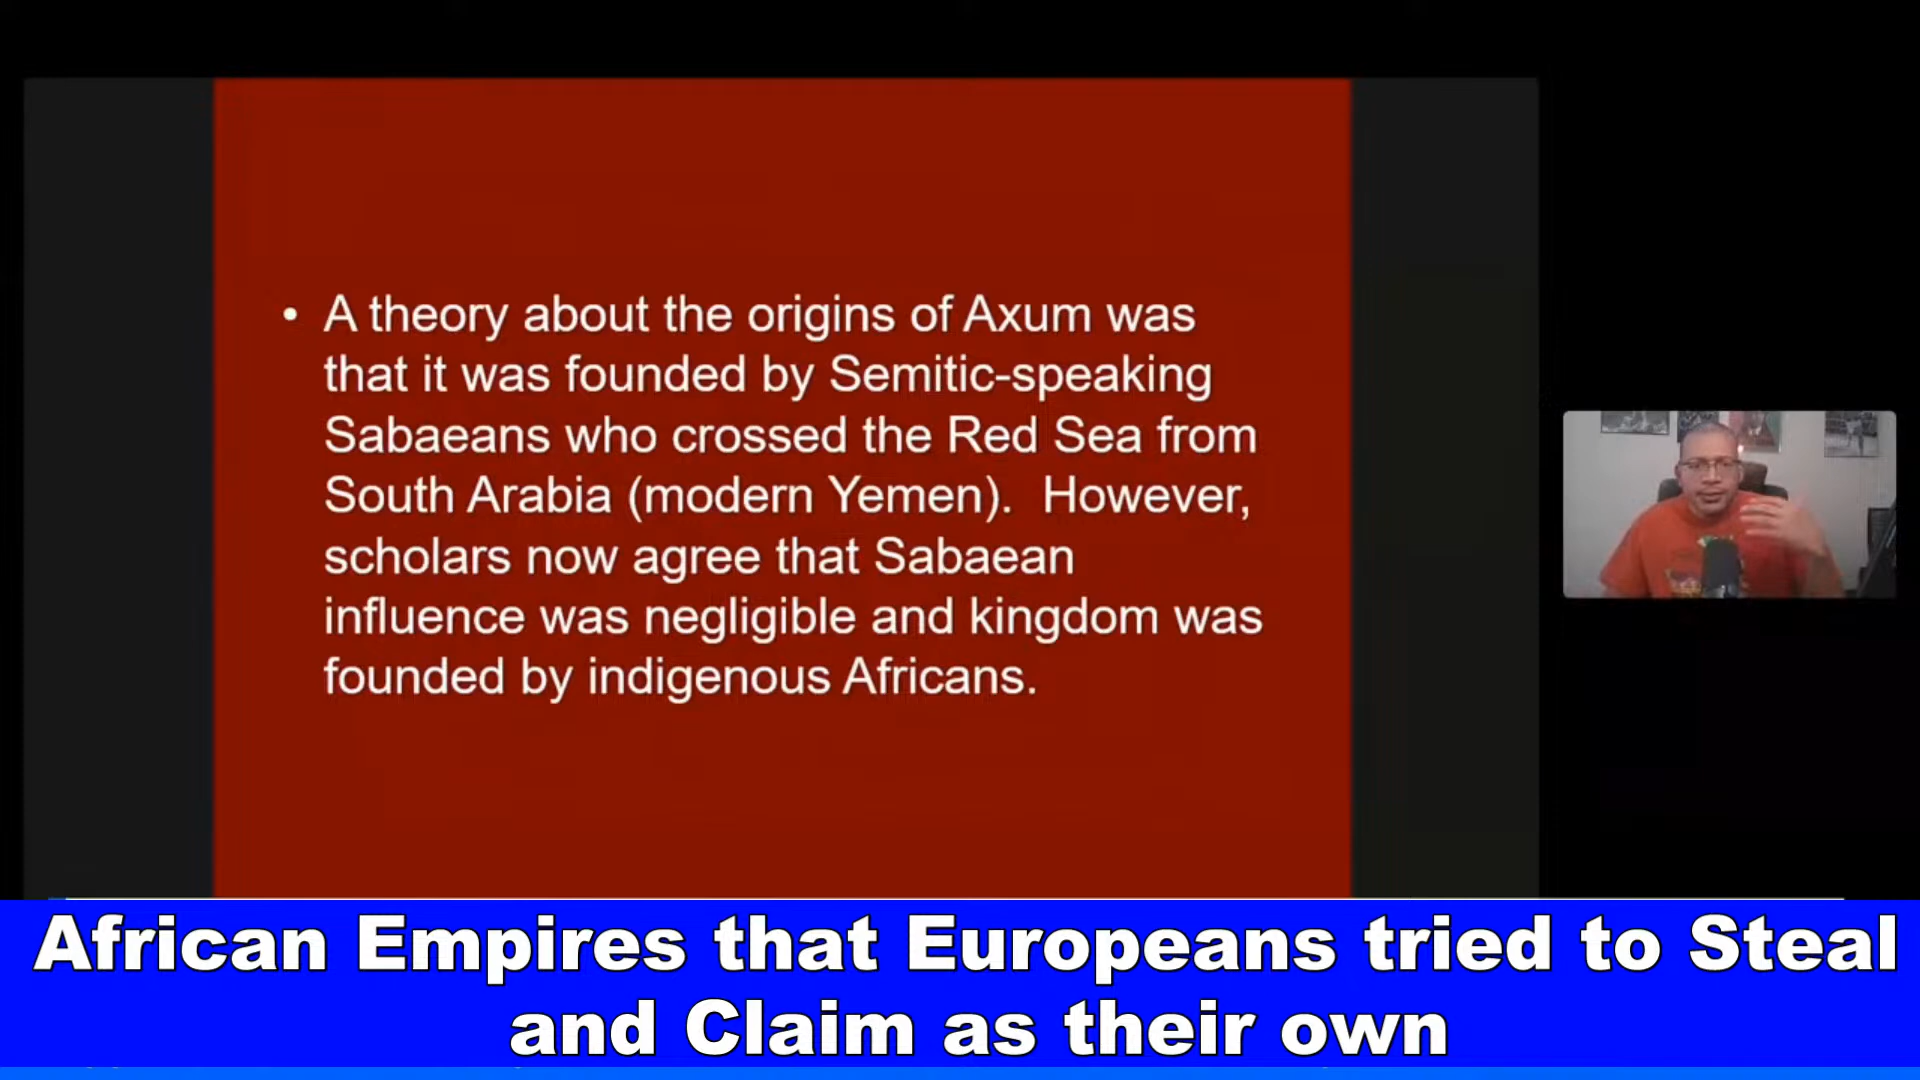 • A theory about the origins of Axum was
that it was founded by Semitic-speaking
Sabaeans who crossed the Red Sea from
South Arabia (modern Yemen).  However,
scholars now agree that Sabaean
influence was negligible and kingdom was
founded by indigenous Africans.
African Empires that Europeans tried to Steal
and Claim as their own